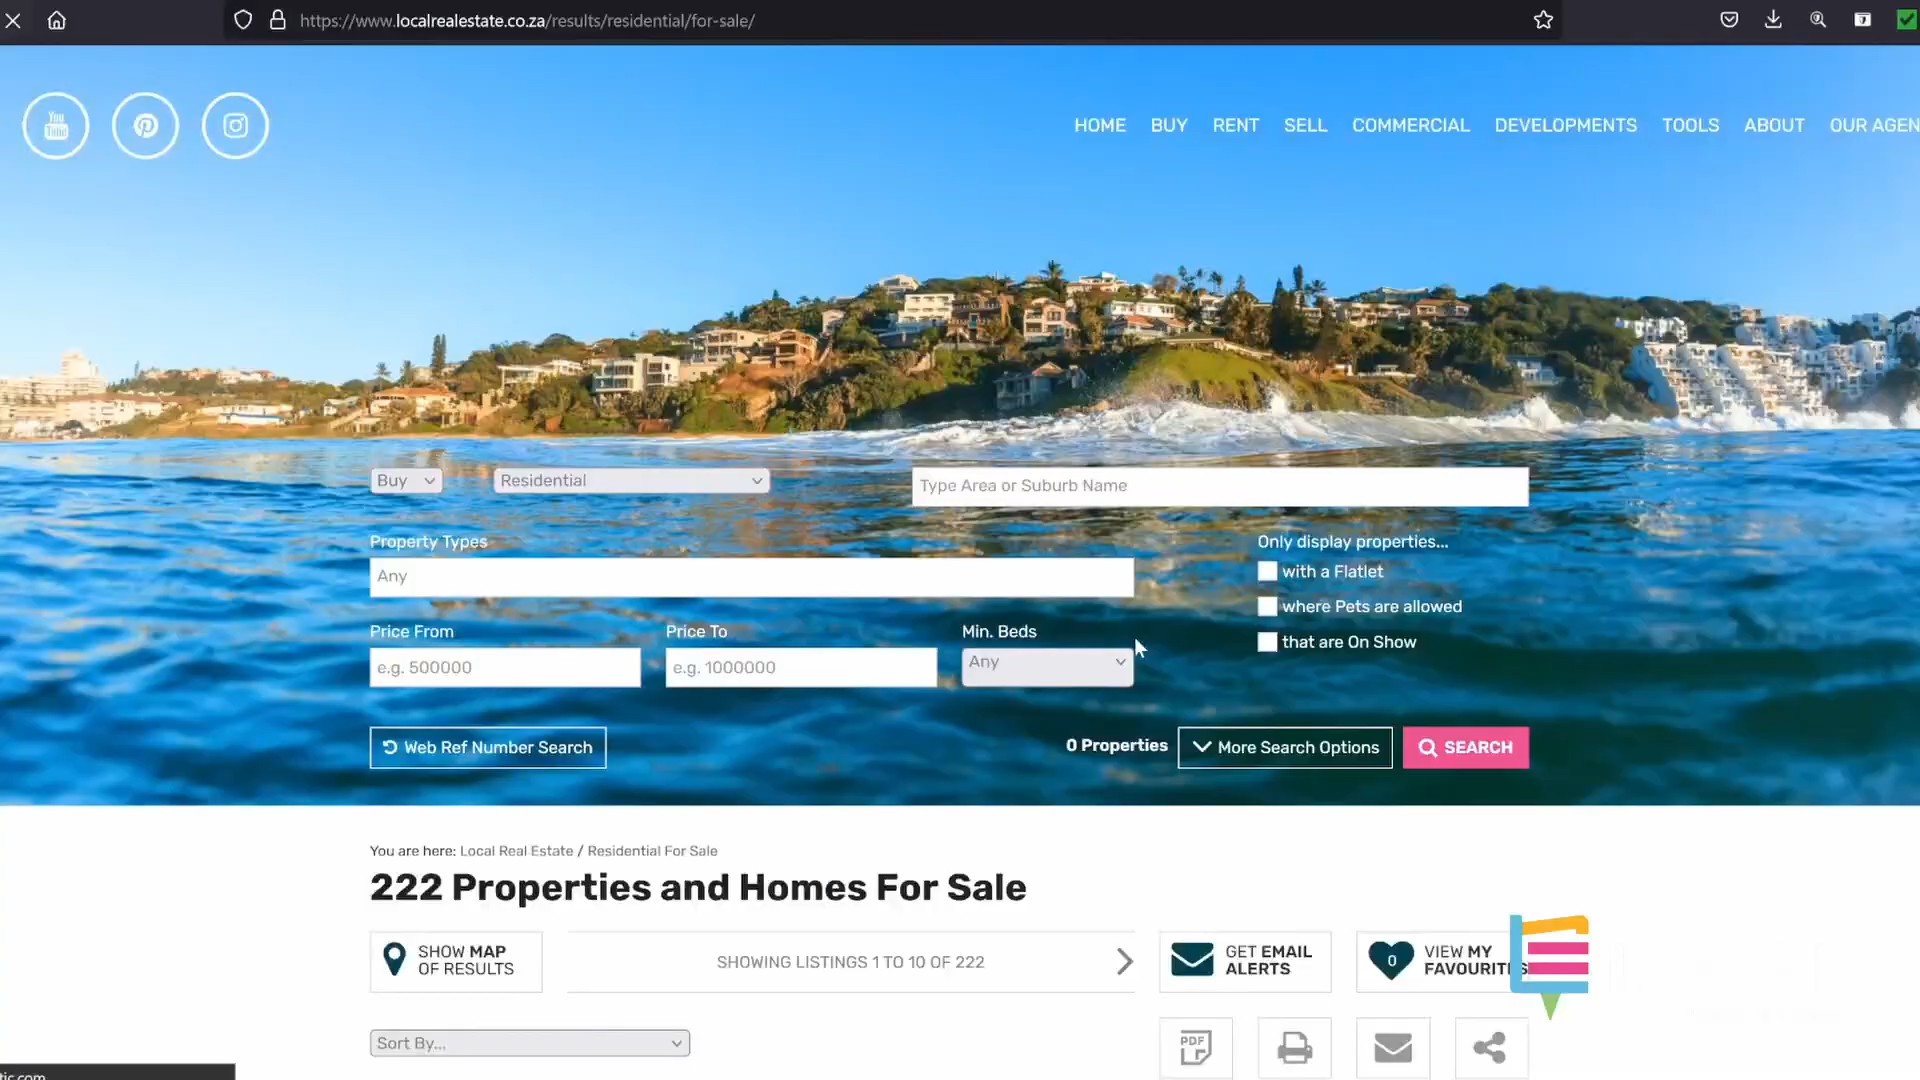 https://www.localrealestate.co.za/results/residential/for-sale/
You Tube
HOME BUY RENT SELL COMMERCIAL DEVELOPMENTS TOOLS ABOUT OUR AGEN
Buy Residential Type Area or Suburb Name
Property Types Only display properties...
Any with a Flatlet
where Pets are allowed
Price From Price To Min. Beds
that are On Show
e.g. 500000 e.g. 1000000 Any
Web Ref Number Search 0 Properties More Search Options SEARCH
You are here: Local Real Estate / Residential For Sale
222 Properties and Homes For Sale
SHOW MAP
OF RESULTS
SHOWING LISTINGS 1 TO 10 OF 222
GET EMAIL
ALERTS
0
VIEW MY
FAVOURITES
Sort By...
PDF
tic.com